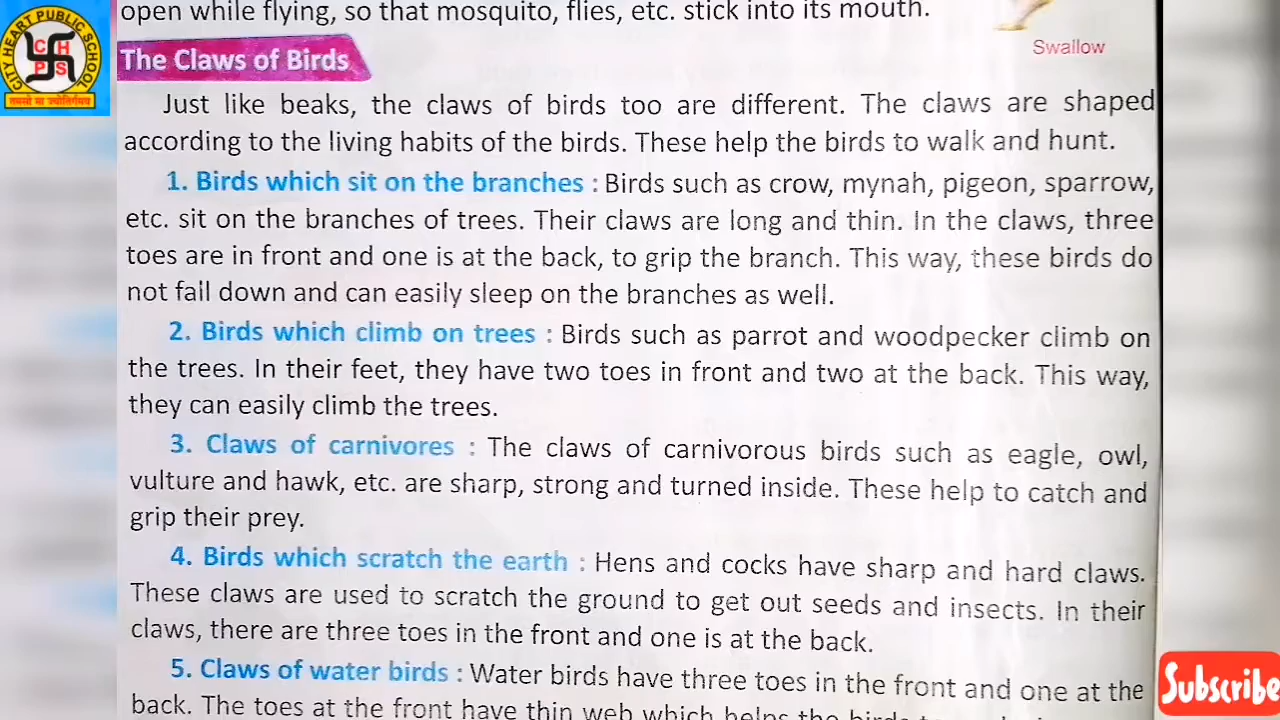 open while flying, so that mosquito, flies, etc. stick into its mouth.
Swallow
CITY HEART PUBLIC SCHOOL
C H
P S
तमसो मा ज्योतिर्गमय
The Claws of Birds
Just like beaks, the claws of birds too are different. The claws are shaped
according to the living habits of the birds. These help the birds to walk and hunt.
1. Birds which sit on the branches : Birds such as crow, mynah, pigeon, sparrow,
etc. sit on the branches of trees. Their claws are long and thin. In the claws, three
toes are in front and one is at the back, to grip the branch. This way, these birds do
not fall down and can easily sleep on the branches as well.
2. Birds which climb on trees : Birds such as parrot and woodpecker climb on
the trees. In their feet, they have two toes in front and two at the back. This way,
they can easily climb the trees.
3. Claws of carnivores : The claws of carnivorous birds such as eagle, owl,
vulture and hawk, etc. are sharp, strong and turned inside. These help to catch and
grip their prey.
4. Birds which scratch the earth : Hens and cocks have sharp and hard claws.
These claws are used to scratch the ground to get out seeds and insects. In their
claws, there are three toes in the front and one is at the back.
5. Claws of water birds : Water birds have three toes in the front and one at the
back. The toes at the front have thin web which helps the birds
Subscribe